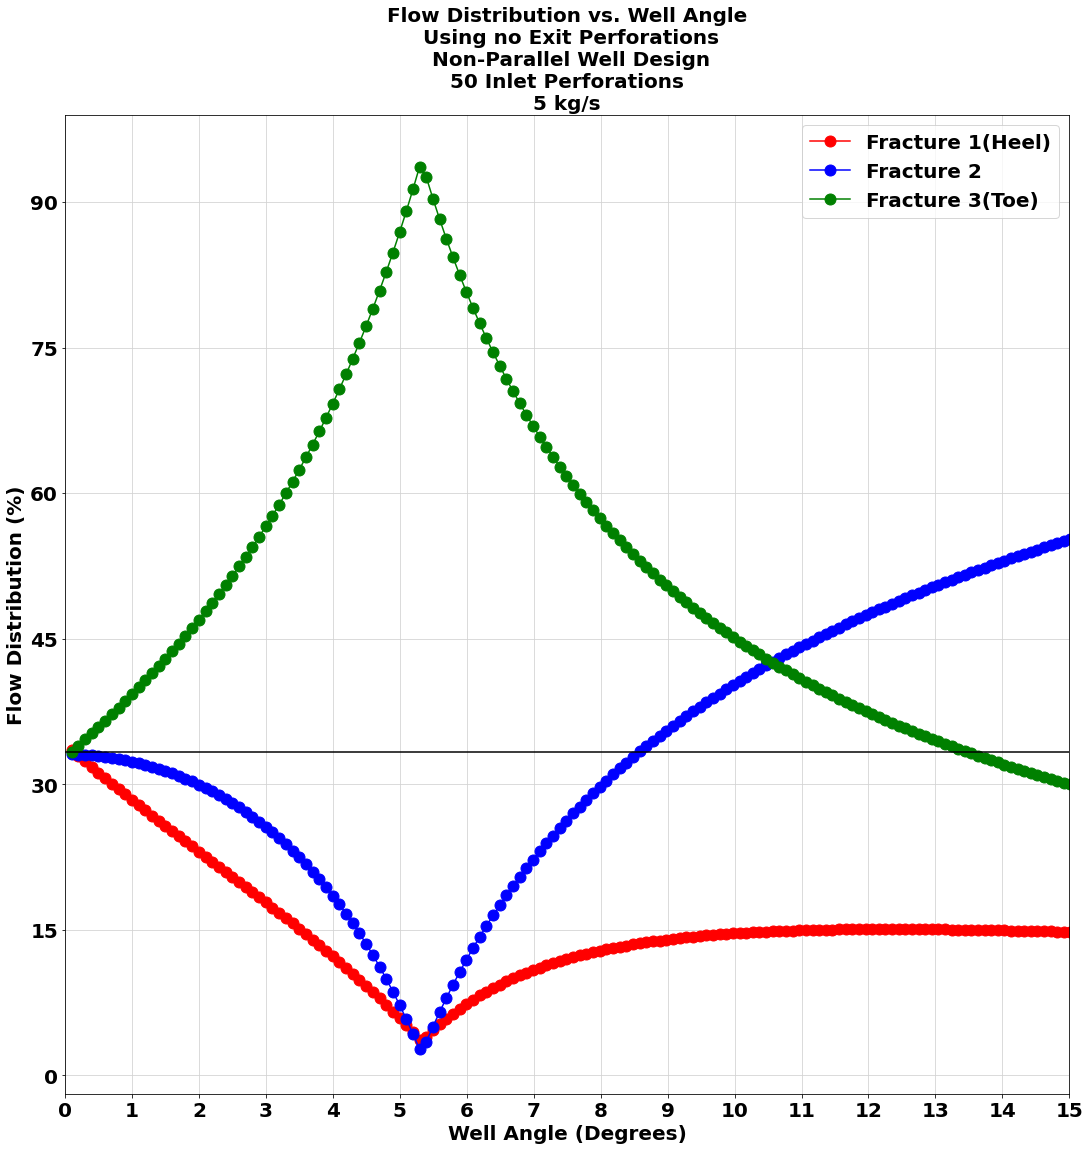 Flow Distribution vs. Well Angle
Using no Exit Perforations
Non-Parallel Well Design
50 Inlet Perforations
5 kg/s
Fracture 1(Heel)
Fracture 2
Fracture 3(Toe)
Flow Distribution (%)
90
75
60
45
30
15
0
0 1 2 3 4 5 6 7 8 9 10 11 12 13 14 15
Well Angle (Degrees)